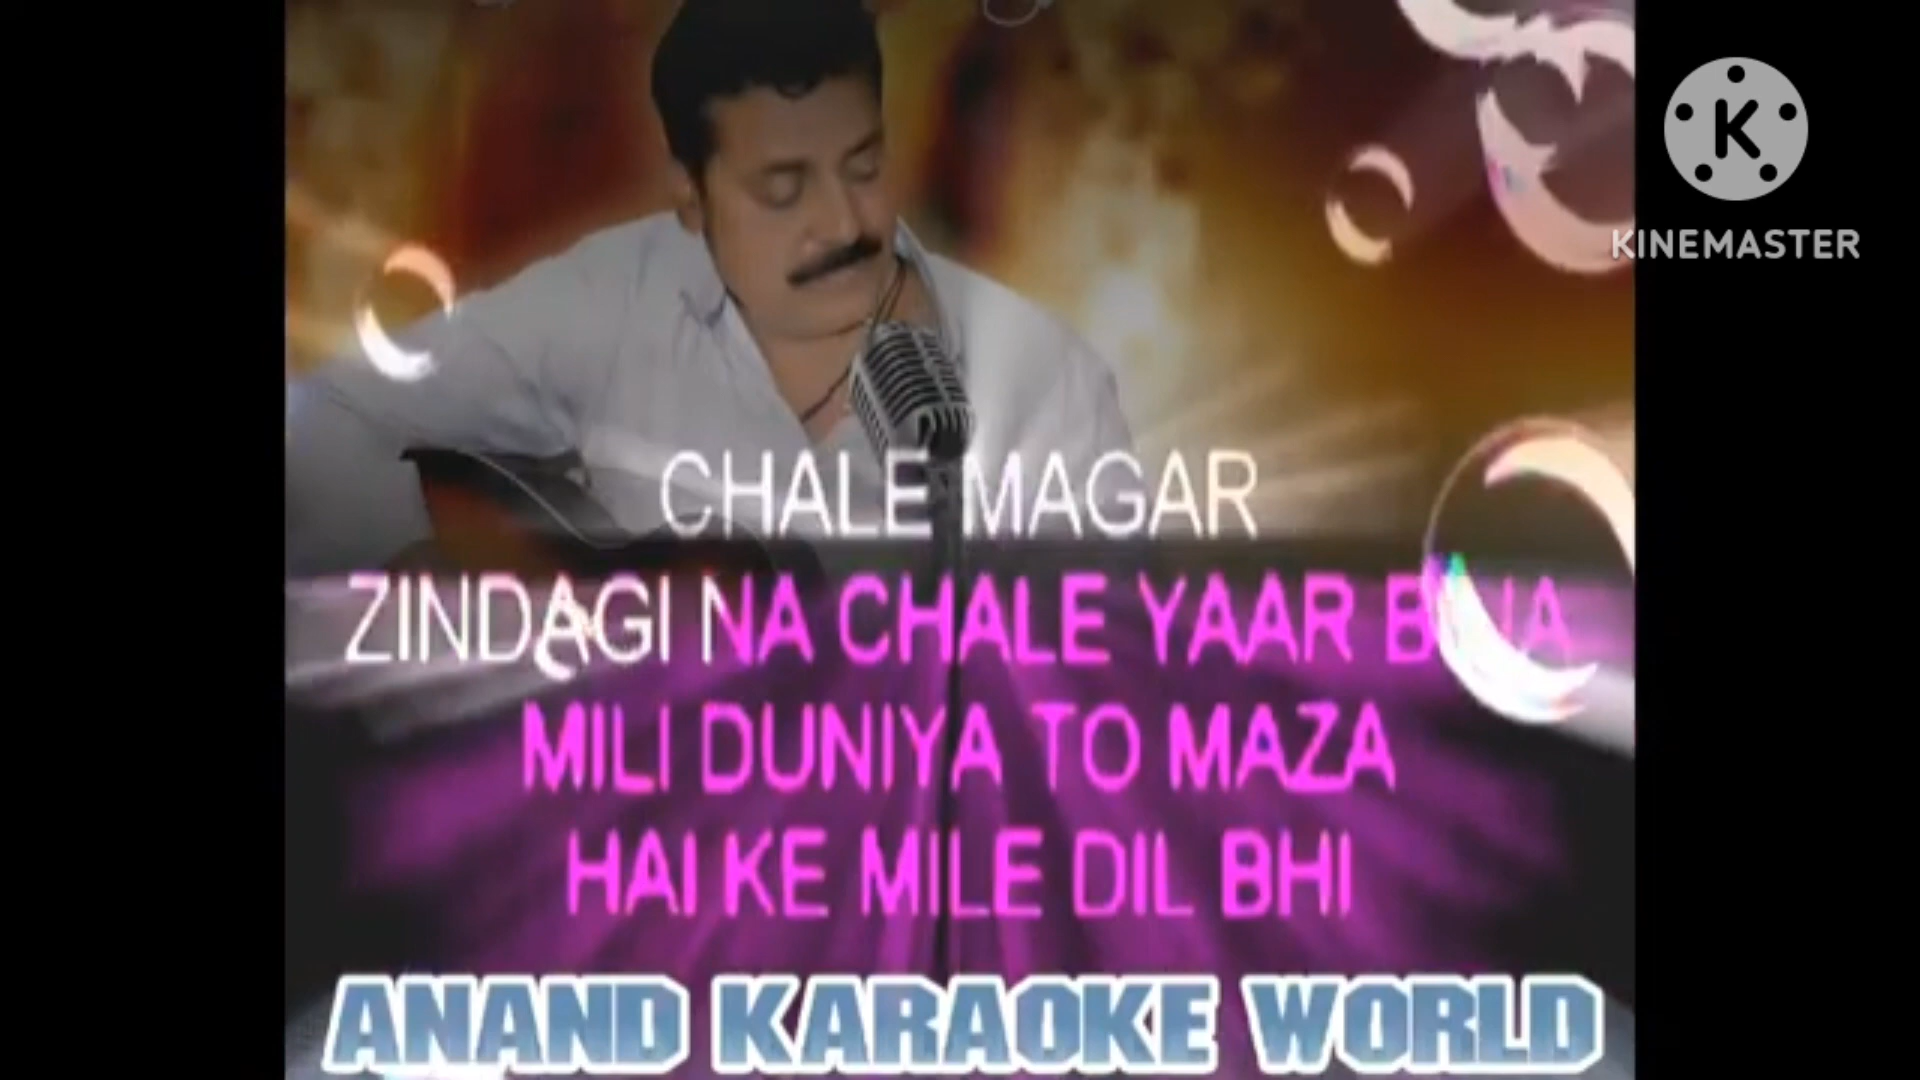 K
KINEMASTER
CHALE MAGAR
ZINDAGI NA CHALE YAAR
MILI DUNIYA TO MAZA
HAI KE MILE DIL BHI
ANAND KARAOKE WORLD